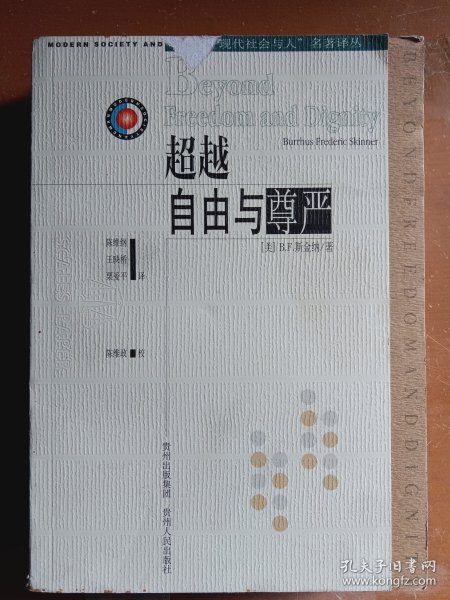 MODERN SOCIETY AND
“现代社会与人”名著译丛
Beyond
Freedom and Dignity
Burrhus Frederic Skinner
超越
自由与尊严
[美] B.F.斯金纳/著
陈维纲
王映桥
栗爱平 译
陈维政 校
贵州出版集团 贵州人民出版社
BEYOND FREEDOM AND DIGNIT
孔夫子旧书网
www.kongfz.com